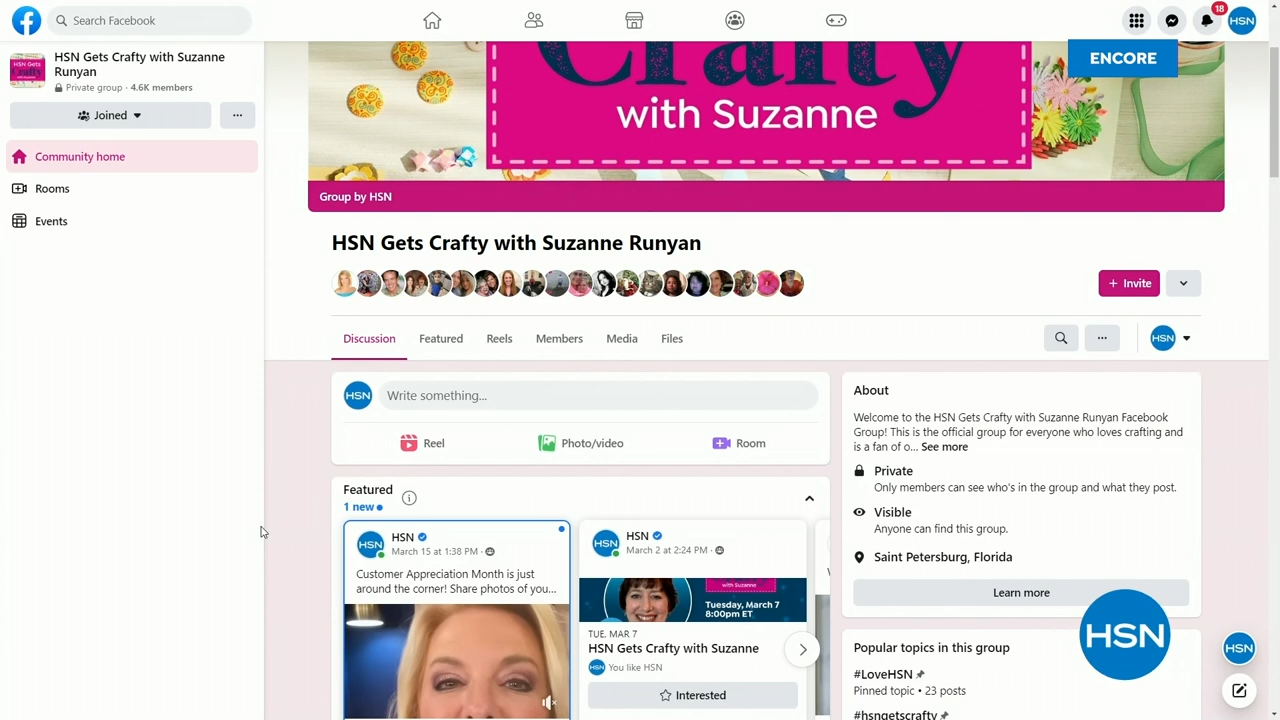 Search Facebook
18
HSN
HSN Gets Crafty with Suzanne
Runyan
Private group · 4.6K members
Joined
Community home
Rooms
Events
Crafty
with Suzanne
ENCORE
Group by HSN
HSN Gets Crafty with Suzanne Runyan
+ Invite
Discussion
Featured
Reels
Members
Media
Files
HSN
HSN
Write something...
Reel
Photo/video
Room
Featured
1 new
HSN
HSN
March 15 at 1:38 PM ·
Customer Appreciation Month is just
around the corner! Share photos of you...
HSN
HSN
March 2 at 2:24 PM ·
with Suzanne
Tuesday, March 7
8:00pm ET
TUE, MAR 7
HSN Gets Crafty with Suzanne
HSN
You like HSN
Interested
About
Welcome to the HSN Gets Crafty with Suzanne Runyan Facebook
Group! This is the official group for everyone who loves crafting and
is a fan of o... See more
Private
Only members can see who's in the group and what they post.
Visible
Anyone can find this group.
Saint Petersburg, Florida
Learn more
HSN
HSN
Popular topics in this group
#LoveHSN
Pinned topic • 23 posts
#hsngetscrafty